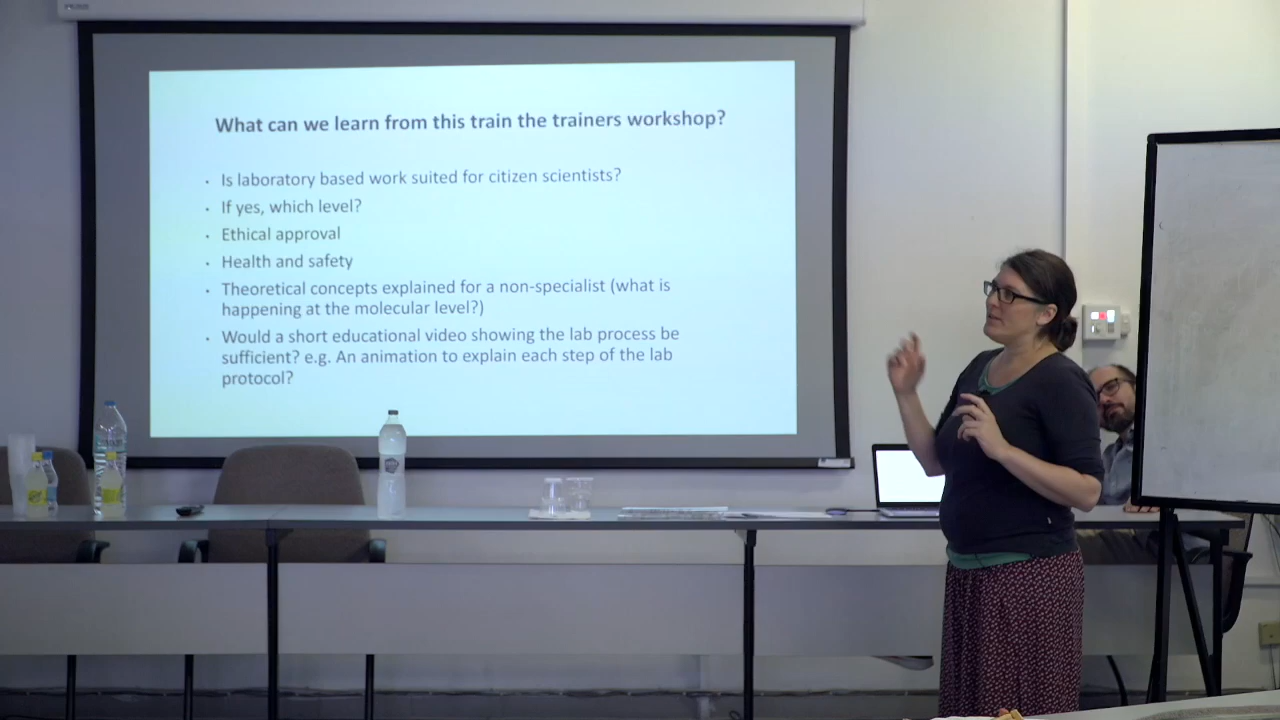 What can we learn from this train the trainers workshop?
• Is laboratory based work suited for citizen scientists?
• If yes, which level?
• Ethical approval
• Health and safety
• Theoretical concepts explained for a non-specialist (what is
happening at the molecular level?)
• Would a short educational video showing the lab process be
sufficient? e.g. An animation to explain each step of the lab
protocol?